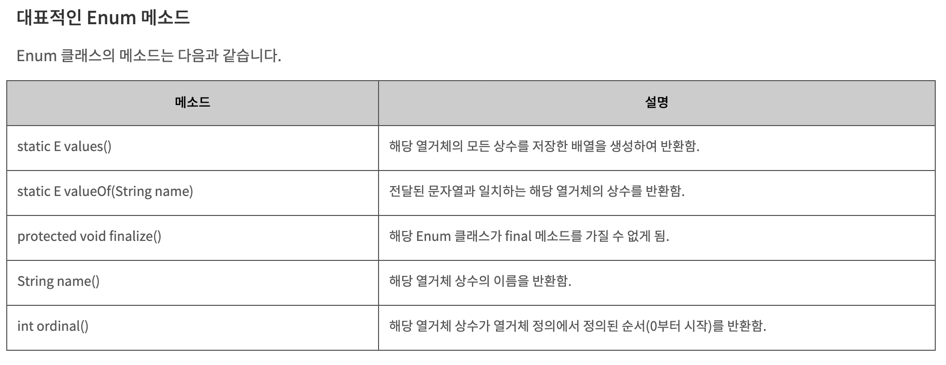 대표적인 Enum 메소드
Enum 클래스의 메소드는 다음과 같습니다.
메소드 설명
static E values() 해당 열거체의 모든 상수를 저장한 배열을 생성하여 반환함.
static E valueOf(String name) 전달된 문자열과 일치하는 해당 열거체의 상수를 반환함.
protected void finalize() 해당 Enum 클래스가 final 메소드를 가질 수 없게 됨.
String name() 해당 열거체 상수의 이름을 반환함.
int ordinal() 해당 열거체 상수가 열거체 정의에서 정의된 순서(0부터 시작)를 반환함.